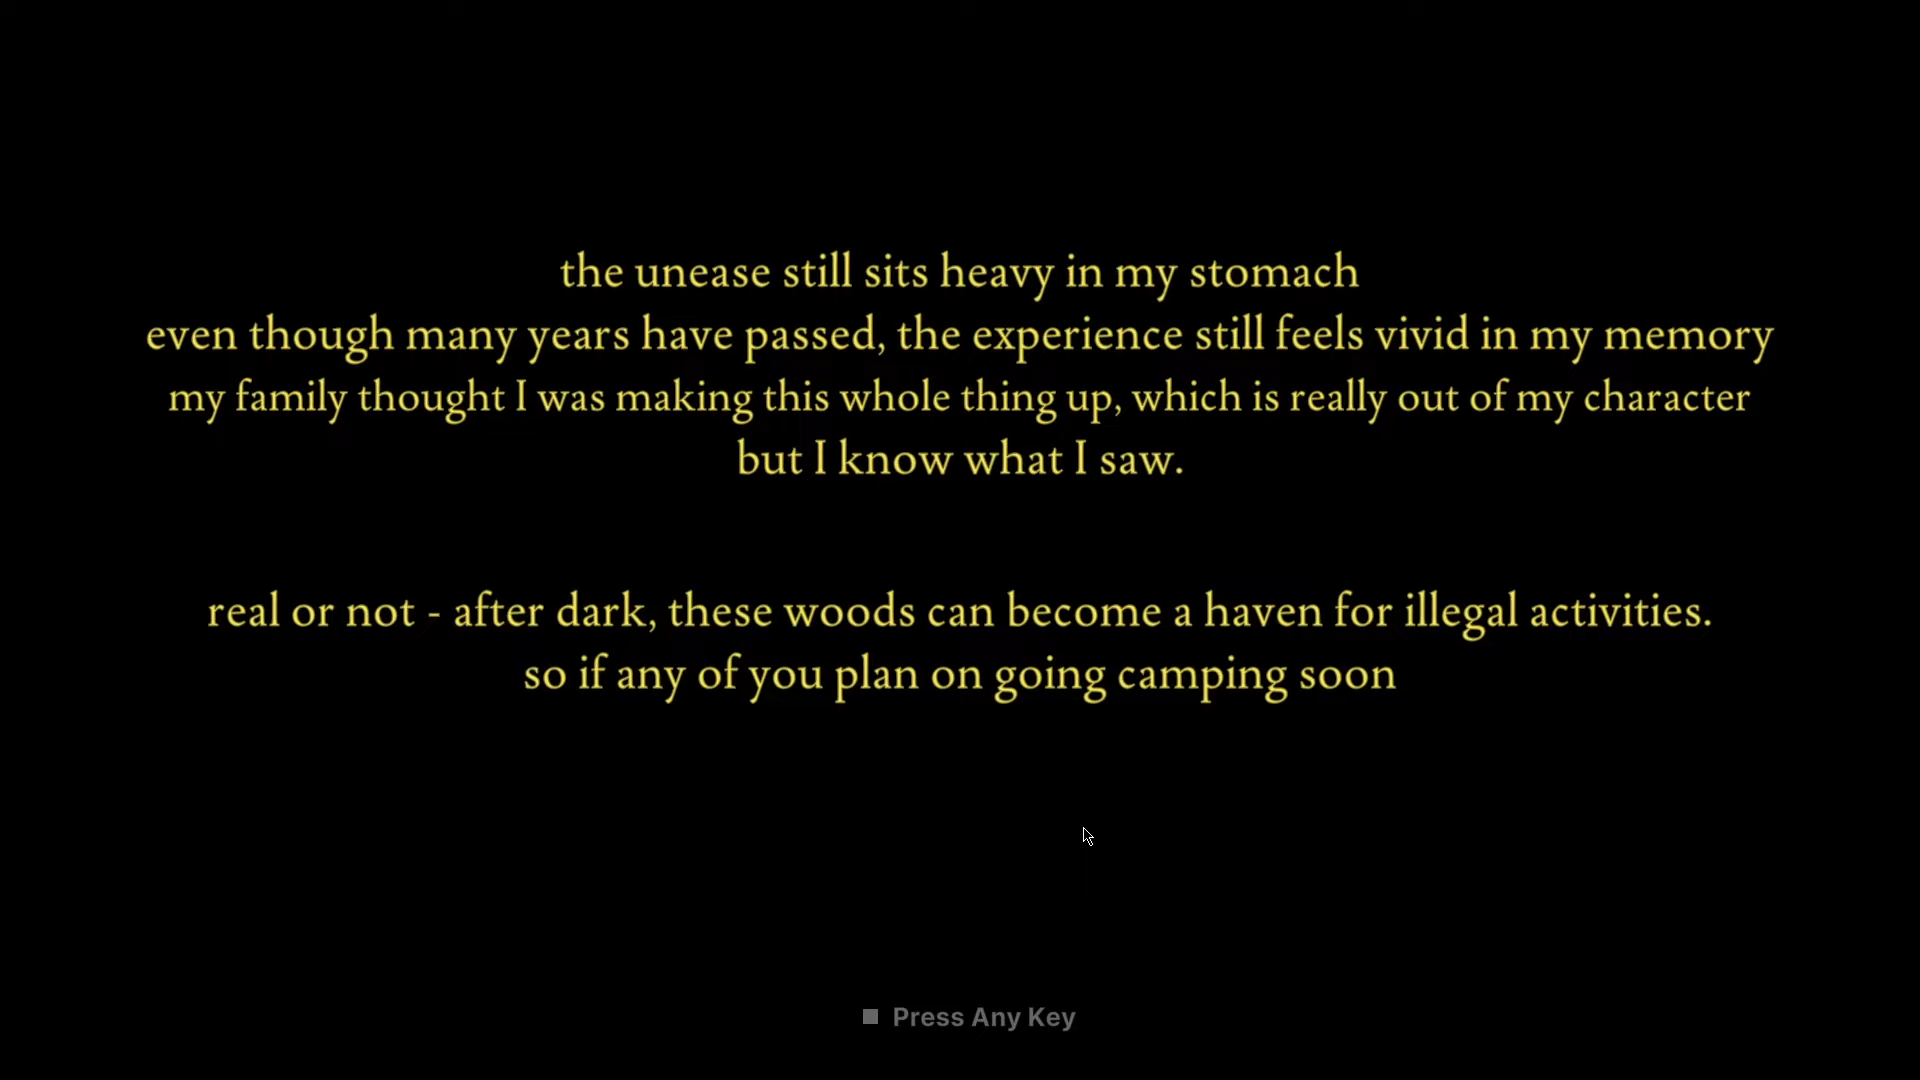 the unease still sits heavy in my stomach
even though many years have passed, the experience still feels vivid in my memory
my family thought I was making this whole thing up, which is really out of my character
but I know what I saw.
real or not - after dark, these woods can become a haven for illegal activities.
so if any of you plan on going camping soon
Press Any Key